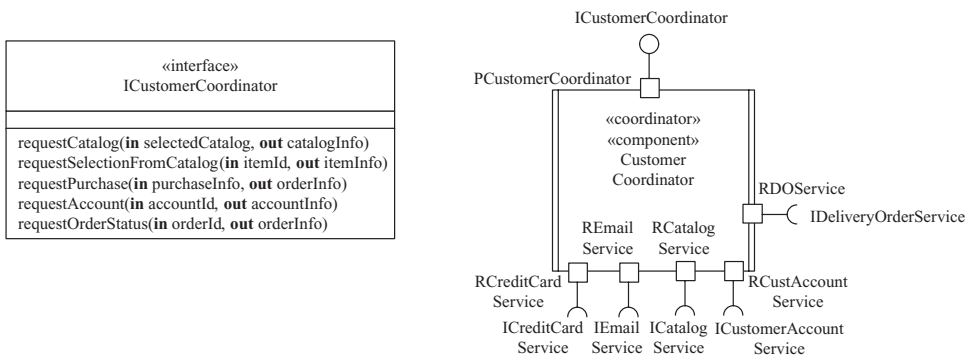 «interface»
ICustomerCoordinator
requestCatalog(in selectedCatalog, out catalogInfo)
requestSelectionFromCatalog(in itemId, out itemInfo)
requestPurchase(in purchaseInfo, out orderInfo)
requestAccount(in accountId, out accountInfo)
requestOrderStatus(in orderId, out orderInfo)
ICustomerCoordinator
PCustomerCoordinator
«coordinator»
«component»
Customer
Coordinator
RDOService
IDeliveryOrderService
REmail
Service
RCatalog
Service
RCreditCard
Service
RCustAccount
Service
ICreditCard
Service
IEmail
Service
ICatalog
Service
ICustomerAccount
Service